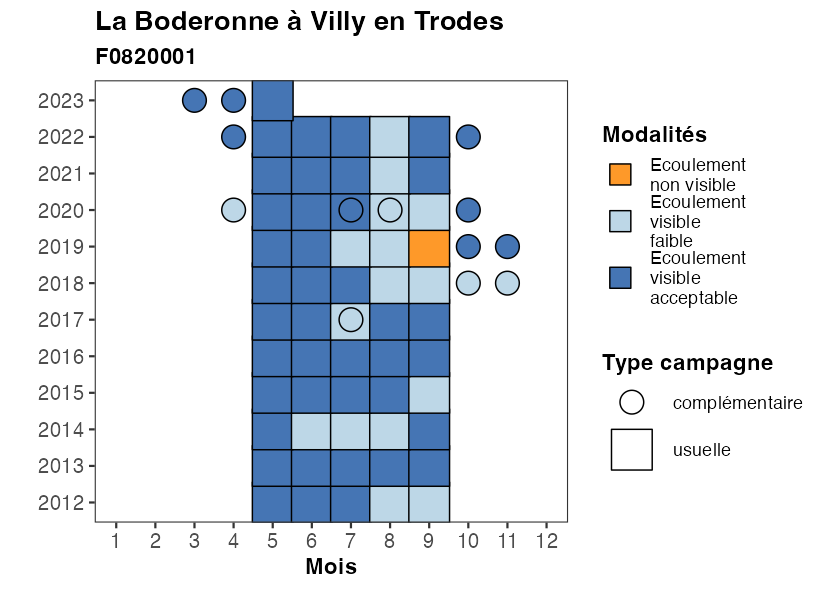 La Boderonne à Villy en Trodes
F0820001
2023
2022
2021
2020
2019
2018
2017
2016
2015
2014
2013
2012
1 2 3 4 5 6 7 8 9 10 11 12
Mois
Modalités
Ecoulement
non visible
Ecoulement
visible
faible
Ecoulement
visible
acceptable
Type campagne
complémentaire
usuelle